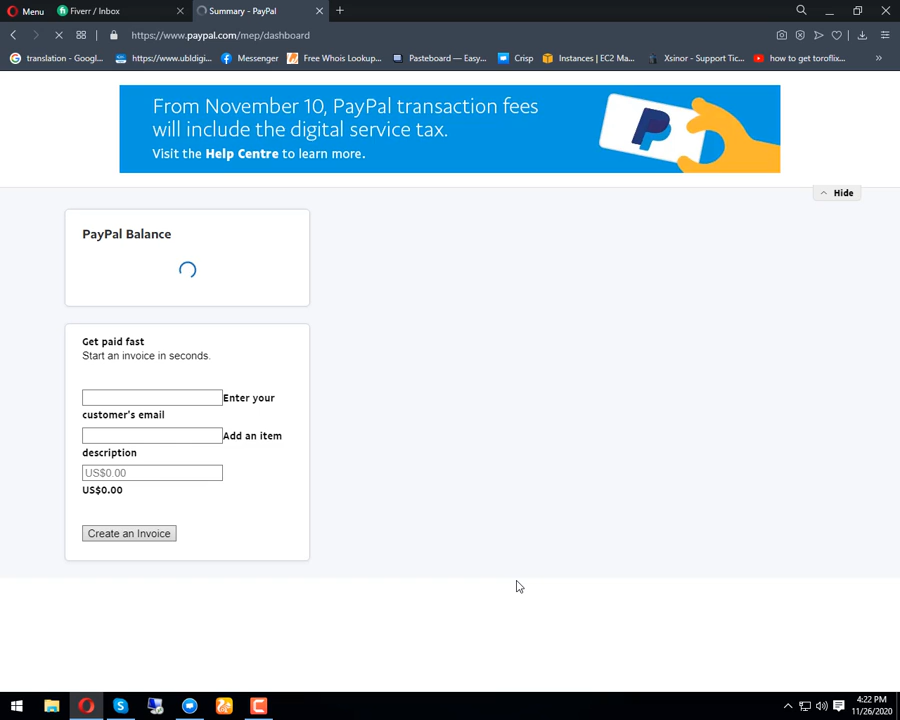 Menu
Fiverr / Inbox
Summary - PayPal
https://www.paypal.com/mep/dashboard
translation - Googl...
https://www.ubldigi...
Messenger
Free Whois Lookup...
Pasteboard — Easy...
Crisp
Instances | EC2 Ma...
Xsinor - Support Tic...
how to get toroflix...
From November 10, PayPal transaction fees
will include the digital service tax.
Visit the Help Centre to learn more.
Hide
PayPal Balance
Get paid fast
Start an invoice in seconds.
Enter your
customer's email
Add an item
description
US$0.00
US$0.00
Create an Invoice
4:22 PM
11/26/2020